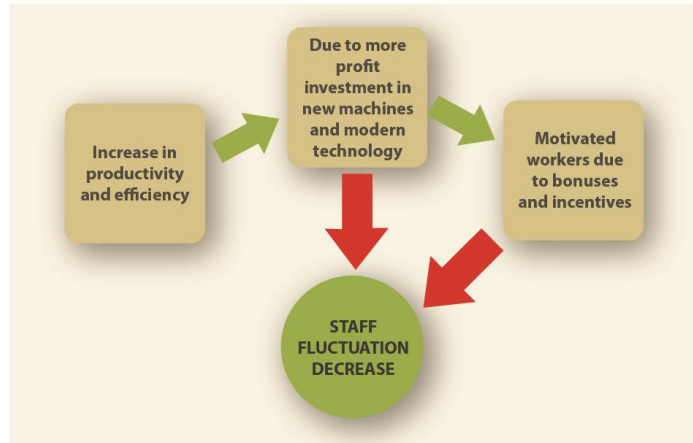 Increase in
productivity
and efficiency
Due to more
profit
investment in
new machines
and modern
technology
Motivated
workers due
to bonuses
and incentives
STAFF
FLUCTUATION
DECREASE